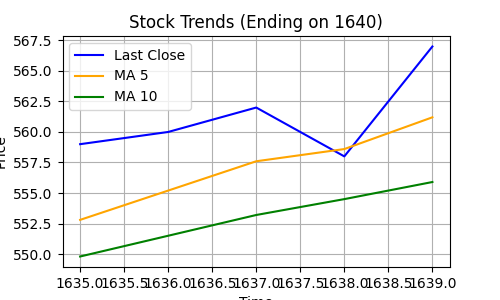 Stock Trends (Ending on 1640)
Last Close
MA 5
MA 10
567.5
565.0
562.5
560.0
557.5
555.0
552.5
550.0
Price
1635.0 1635.5 1636.0 1636.5 1637.0 1637.5 1638.0 1638.5 1639.0
Time